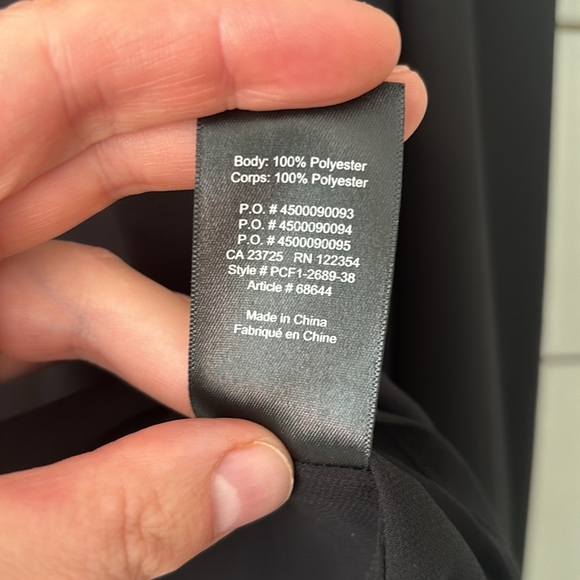 Body: 100% Polyester
Corps: 100% Polyester
P.O. # 4500090093
P.O. # 4500090094
P.O. # 4500090095
CA 23725 RN 122354
Style # PCF1-2689-38
Article # 68644
Made in China
Fabriqué en Chine